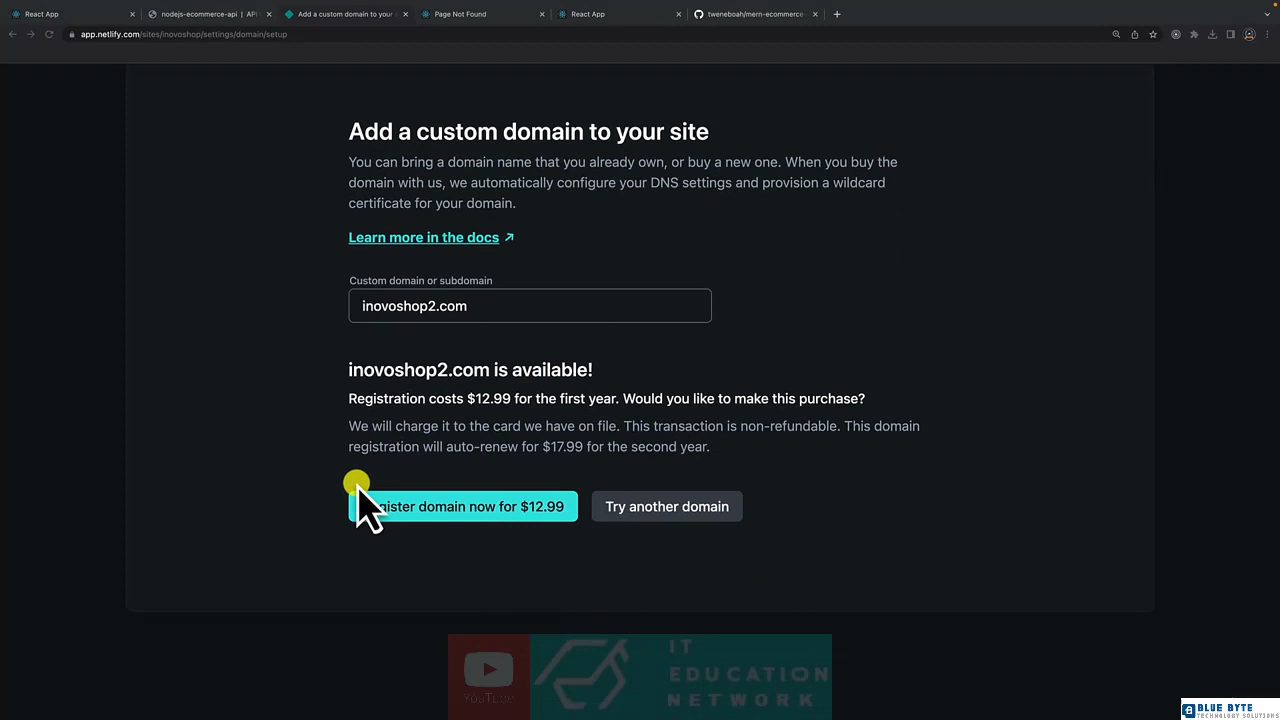 React App
nodejs-ecommerce-api | API
Add a custom domain to your
Page Not Found
React App
tweneboah/mern-ecommerce
app.netlify.com/sites/inovoshop/settings/domain/setup
Add a custom domain to your site
You can bring a domain name that you already own, or buy a new one. When you buy the
domain with us, we automatically configure your DNS settings and provision a wildcard
certificate for your domain.
Learn more in the docs
Custom domain or subdomain
inovoshop2.com
inovoshop2.com is available!
Registration costs $12.99 for the first year. Would you like to make this purchase?
We will charge it to the card we have on file. This transaction is non-refundable. This domain
registration will auto-renew for $17.99 for the second year.
gister domain now for $12.99
Try another domain
YouTube
IT
EDUCATION
NETWORK
BLUE BYTE
TECHNOLOGY SOLUTIONS